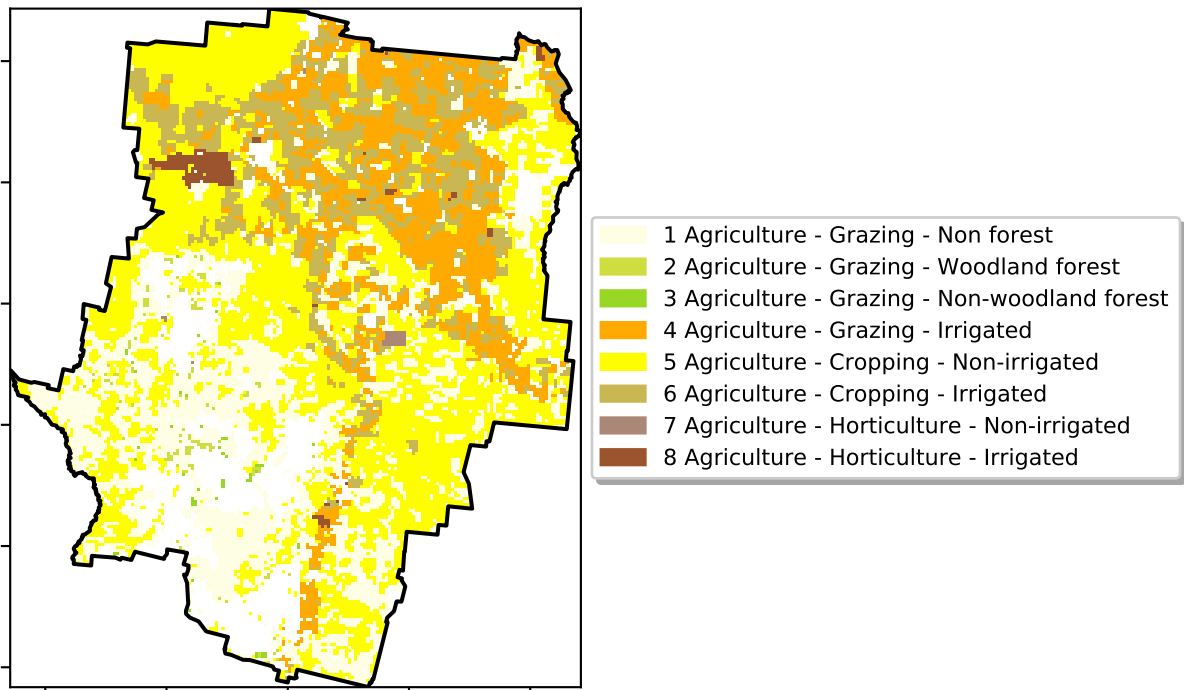 1 Agriculture - Grazing - Non forest
2 Agriculture - Grazing - Woodland forest
3 Agriculture - Grazing - Non-woodland forest
4 Agriculture - Grazing - Irrigated
5 Agriculture - Cropping - Non-irrigated
6 Agriculture - Cropping - Irrigated
7 Agriculture - Horticulture - Non-irrigated
8 Agriculture - Horticulture - Irrigated